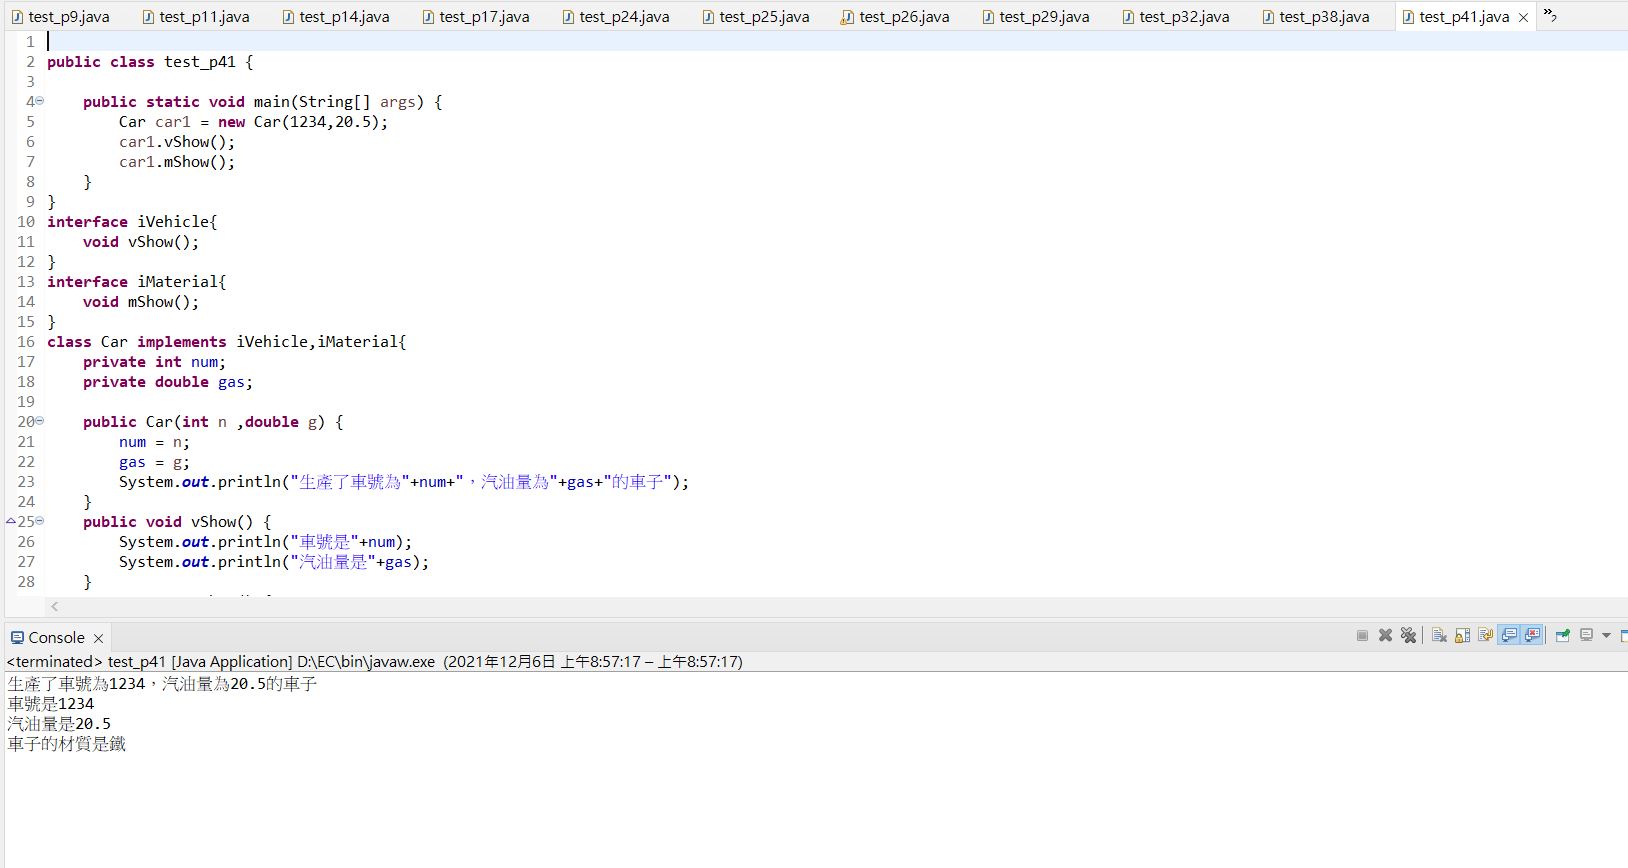 test_p9.java test_p11.java test_p14.java test_p17.java test_p24.java test_p25.java test_p26.java test_p29.java test_p32.java test_p38.java test_p41.java »2
1
2 public class test_p41 {
3
4 public static void main(String[] args) {
5 Car car1 = new Car(1234,20.5);
6 car1.vShow();
7 car1.mShow();
8 }
9 }
10 interface iVehicle{
11 void vShow();
12 }
13 interface iMaterial{
14 void mShow();
15 }
16 class Car implements iVehicle,iMaterial{
17 private int num;
18 private double gas;
19
20 public Car(int n ,double g) {
21 num = n;
22 gas = g;
23 System.out.println("生產了車號為"+num+"，汽油量為"+gas+"的車子");
24 }
25 public void vShow() {
26 System.out.println("車號是"+num);
27 System.out.println("汽油量是"+gas);
28 }
Console
<terminated> test_p41 [Java Application] D:\EC\bin\javaw.exe (2021年12月6日 上午8:57:17 – 上午8:57:17)
生產了車號為1234，汽油量為20.5的車子
車號是1234
汽油量是20.5
車子的材質是鐵